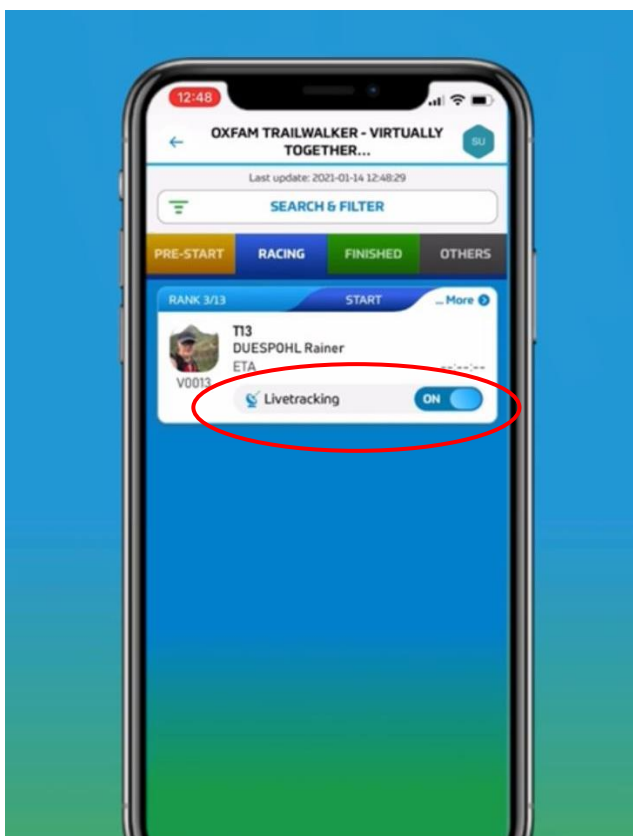 12:48
OXFAM TRAILWALKER - VIRTUALLY
TOGETHER...
SU
Last update: 2021-01-14 12:48:29
SEARCH & FILTER
PRE-START RACING FINISHED OTHERS
RANK 3/13 START ... More
T13
DUESPOHL Rainer
ETA --:--:--
V0013
Livetracking ON